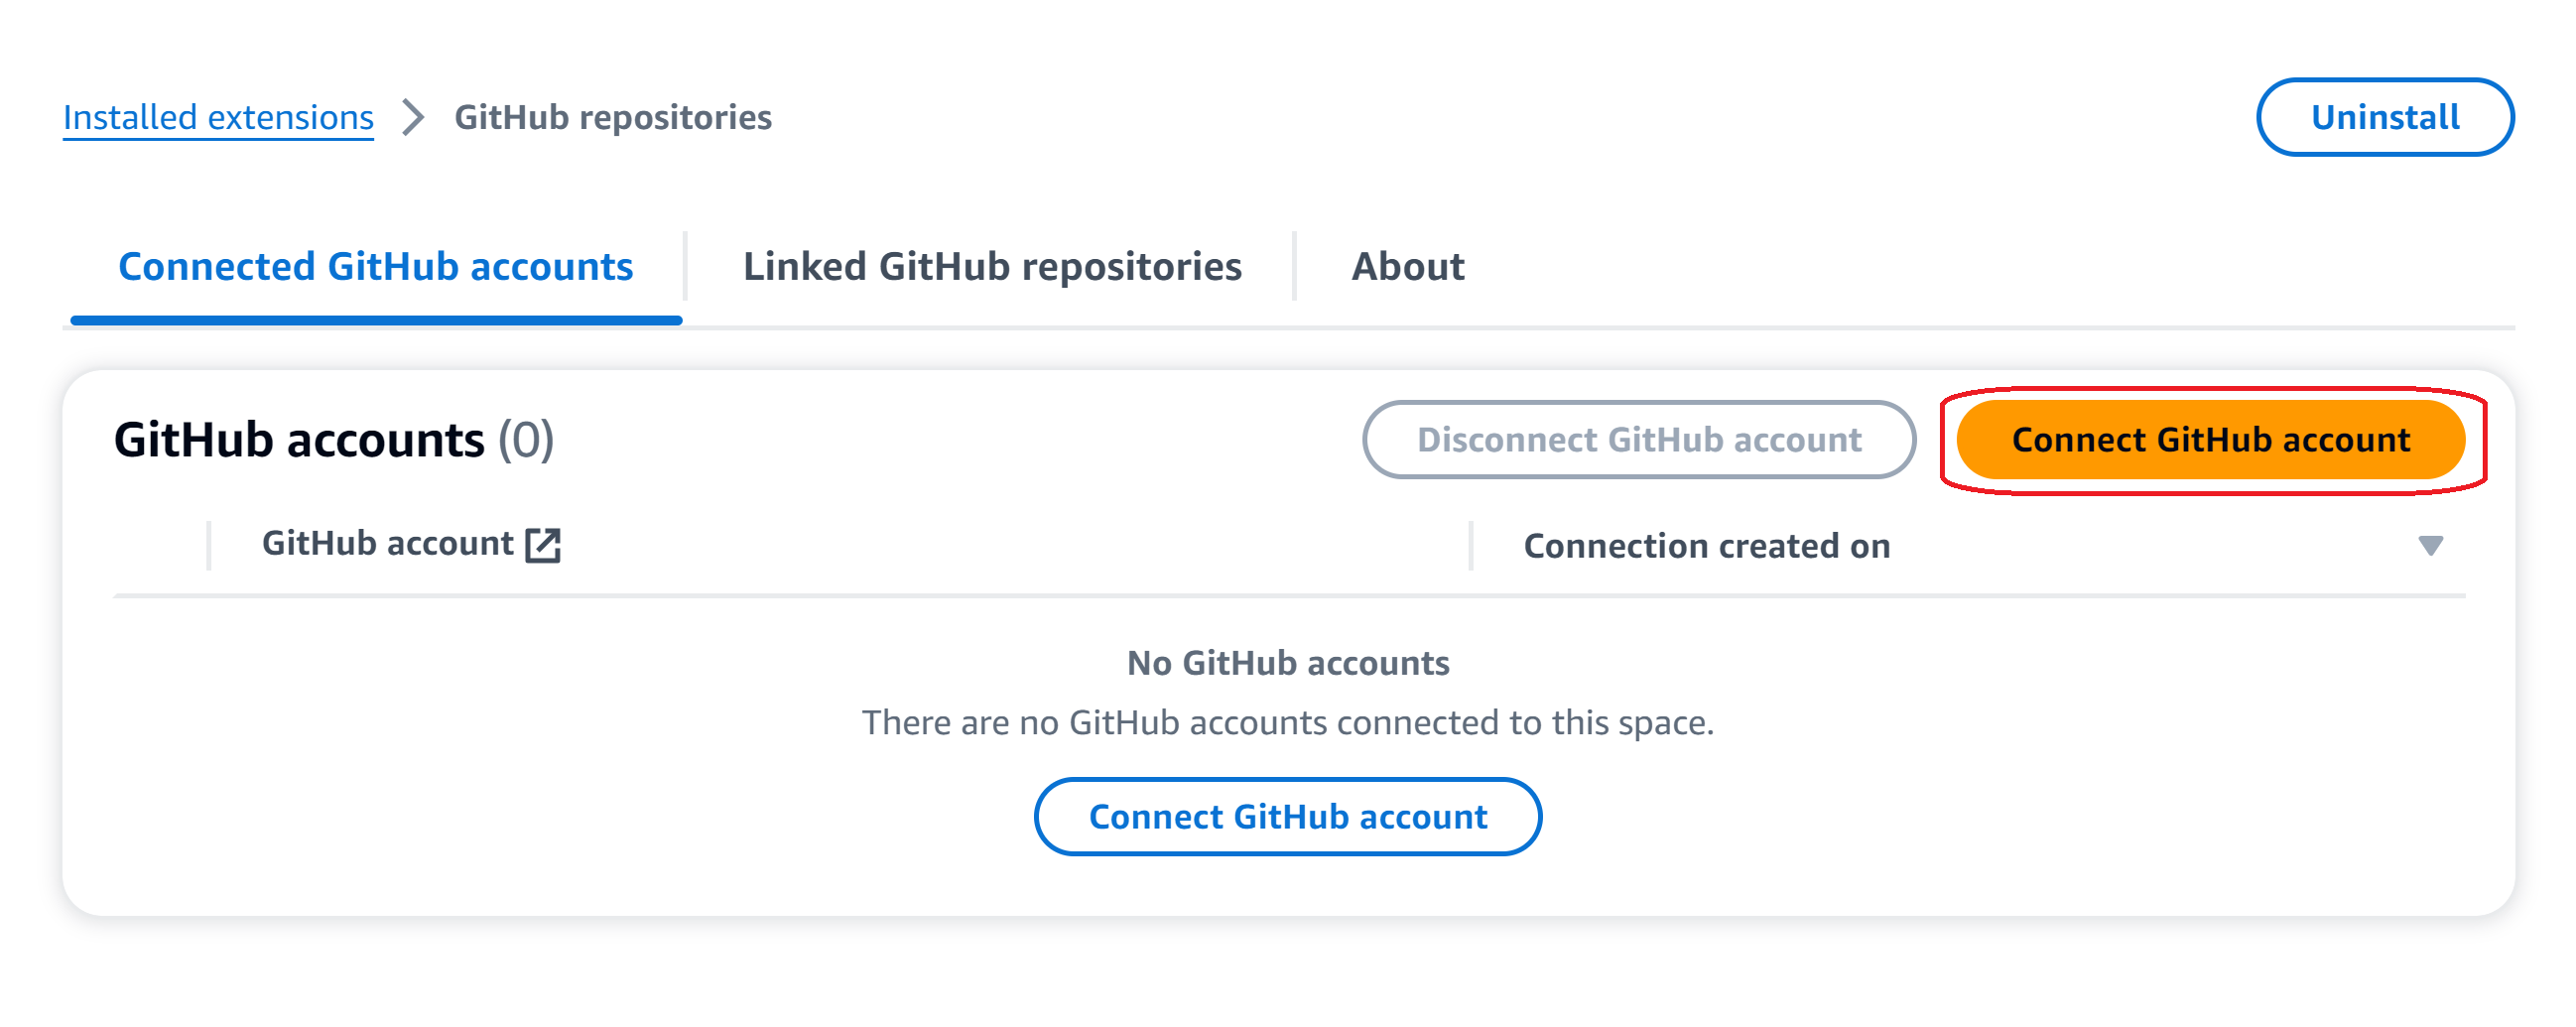 Installed extensions > GitHub repositories
Uninstall
Connected GitHub accounts
Linked GitHub repositories
About
GitHub accounts (0)
Disconnect GitHub account
Connect GitHub account
GitHub account
Connection created on
No GitHub accounts
There are no GitHub accounts connected to this space.
Connect GitHub account